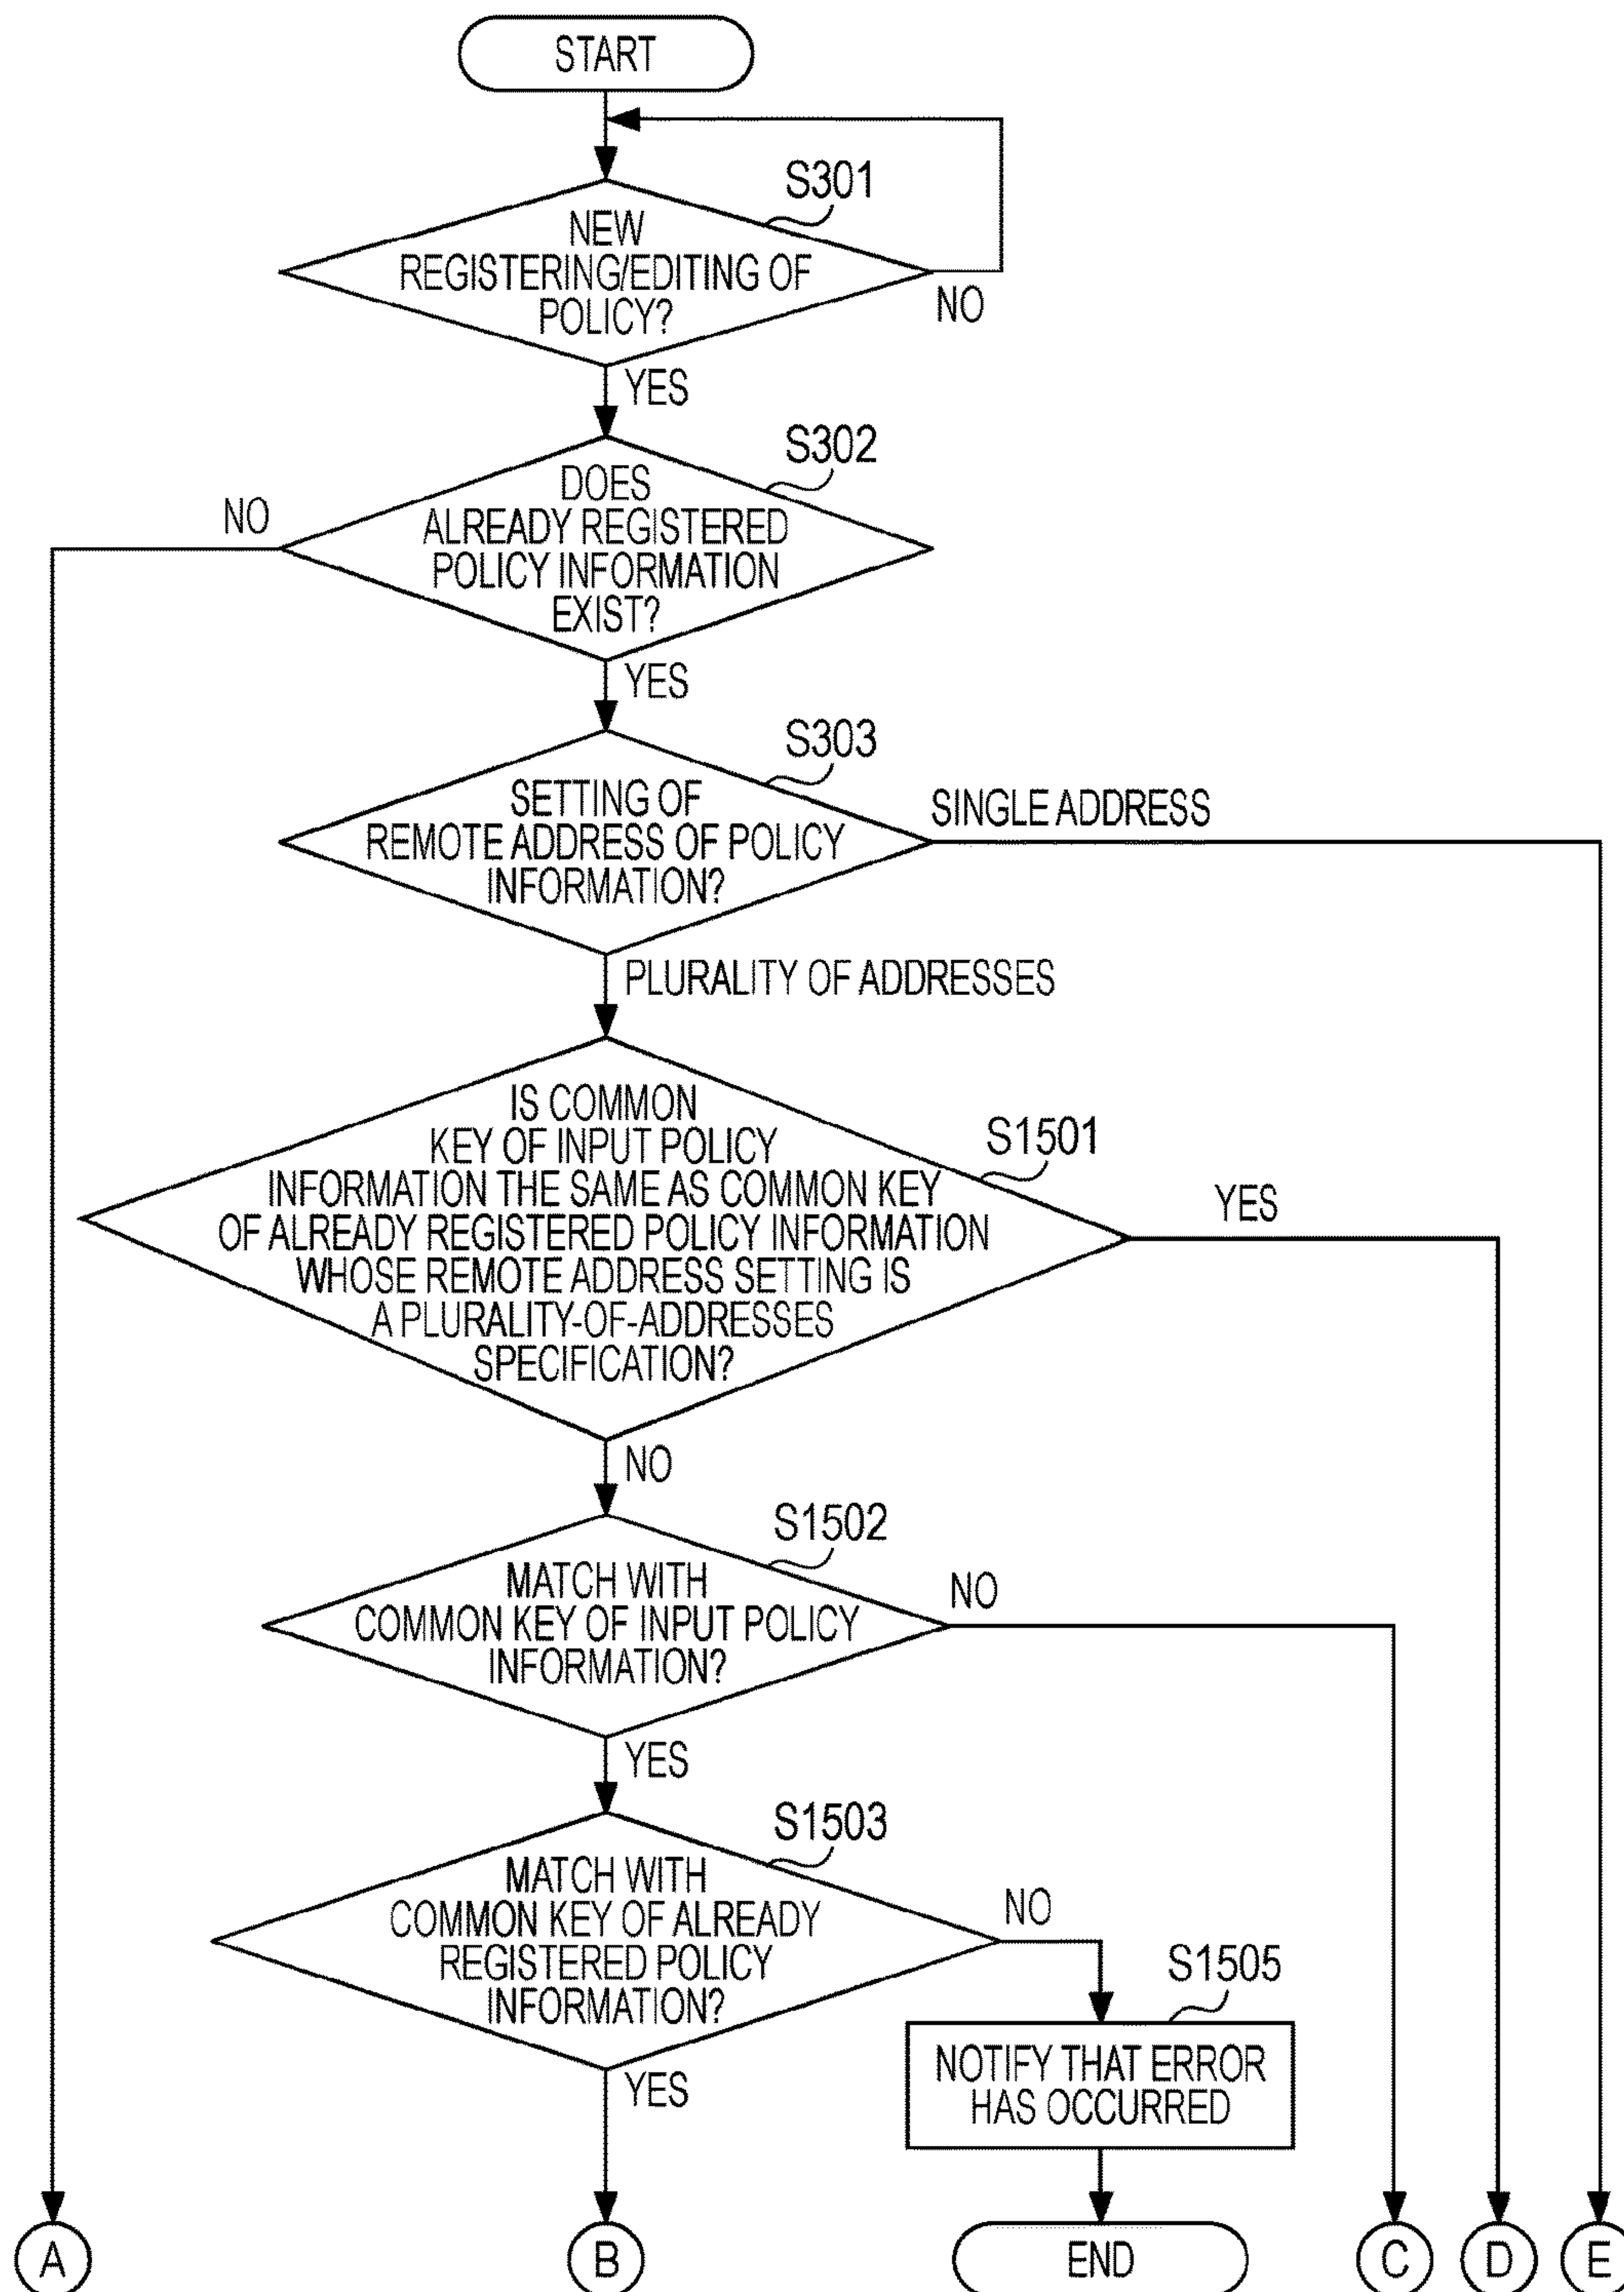 START
S301
NEW
REGISTERING/EDITING OF
POLICY?
NO
YES
S302
DOES
ALREADY REGISTERED
POLICY INFORMATION
EXIST?
NO
YES
S303
SETTING OF
REMOTE ADDRESS OF POLICY
INFORMATION?
SINGLE ADDRESS
PLURALITY OF ADDRESSES
S1501
IS COMMON
KEY OF INPUT POLICY
INFORMATION THE SAME AS COMMON KEY
OF ALREADY REGISTERED POLICY INFORMATION
WHOSE REMOTE ADDRESS SETTING IS
A PLURALITY-OF-ADDRESSES
SPECIFICATION?
YES
NO
S1502
MATCH WITH
COMMON KEY OF INPUT POLICY
INFORMATION?
NO
YES
S1503
MATCH WITH
COMMON KEY OF ALREADY
REGISTERED POLICY
INFORMATION?
NO
YES
S1505
NOTIFY THAT ERROR
HAS OCCURRED
A
B
END
C
D
E